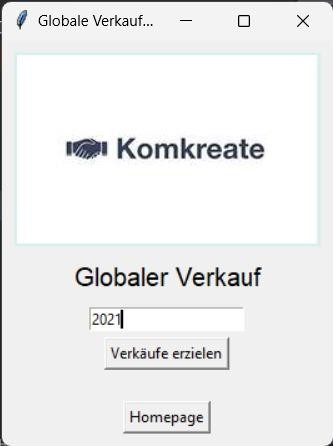 Globale Verkauf...
Komkreate
Globaler Verkauf
2021
Verkäufe erzielen
Homepage